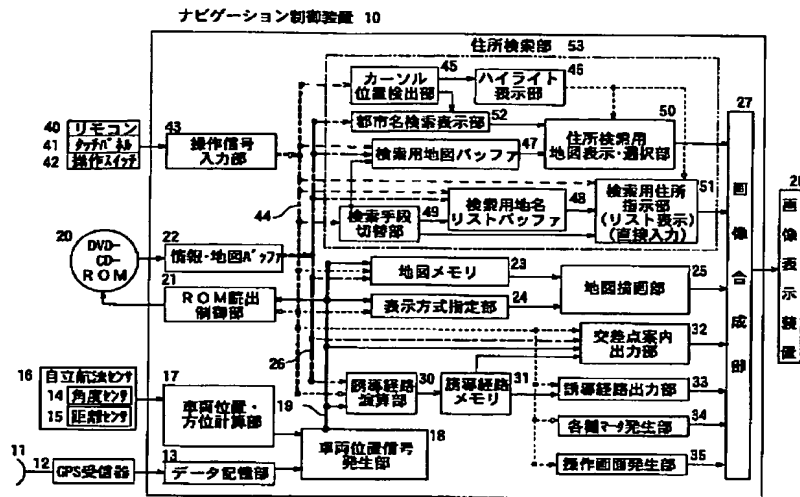 ナビゲーション制御装置 10
住所検索部 53
45
カーソル
位置検出部
46
ハイライト
表示部
都市名検索表示部
52
50
住所検索用
地図表示・選択部
27
画像合成部
40 リモコン
41 タッチパネル
42 操作スイッチ
43
操作信号
入力部
検索用地図バッファ
47
44
検索手段
切替部
49
検索用地名
リストバッファ
48
検索用住所
指示部
(リスト表示)
(直接入力)
51
画像表示装置
20
DVD-
CD-
ROM
22
情報・地図バッファ
21
ROM読出
制御部
地図メモリ
23
表示方式指定部
24
地図描画部
25
26
交差点案内
出力部
32
16 自立航法センサ
14 角度センサ
15 距離センサ
17
車両位置・
方位計算部
19
誘導経路
演算部
30
誘導経路
メモリ
31
誘導経路出力部
33
各種マーク発生部
34
操作画面発生部
35
18
車両位置信号
発生部
11
12
GPS受信器
13
データ記憶部